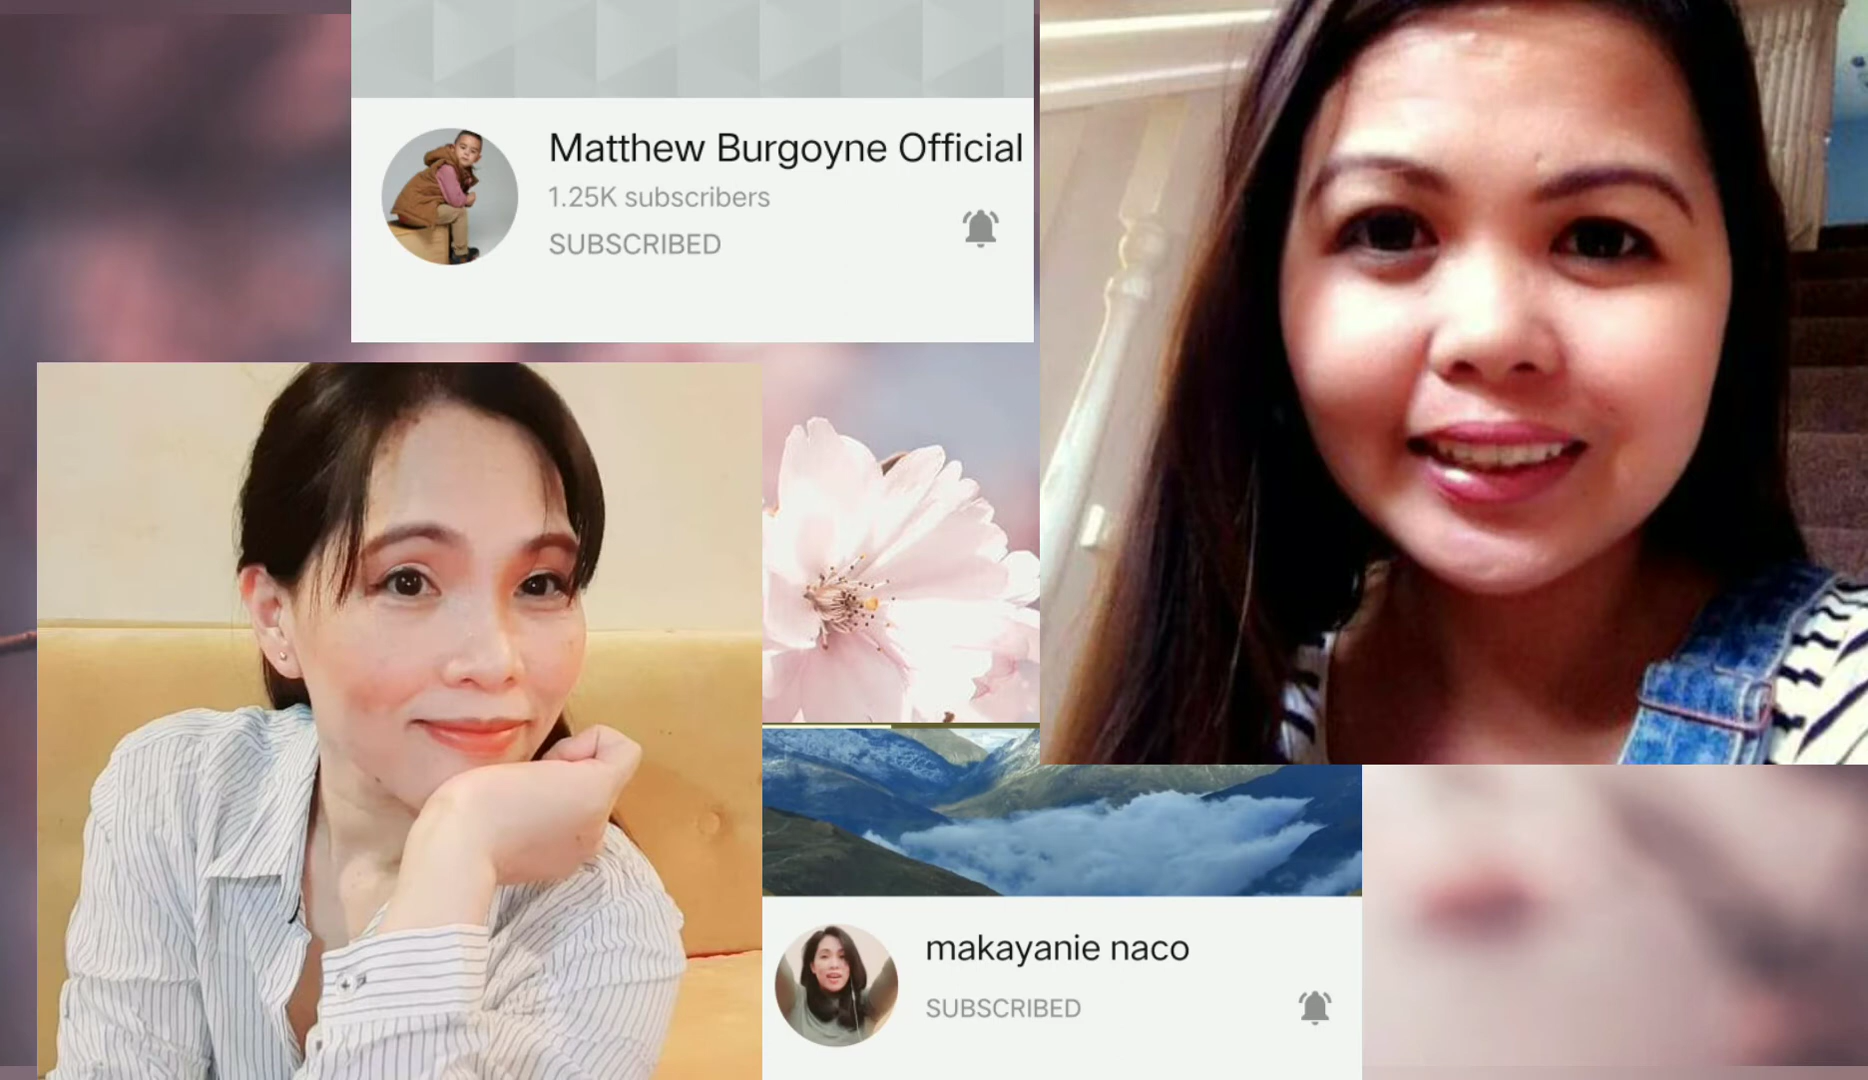 Matthew Burgoyne Official
1.25K subscribers
SUBSCRIBED
makayanie naco
SUBSCRIBED